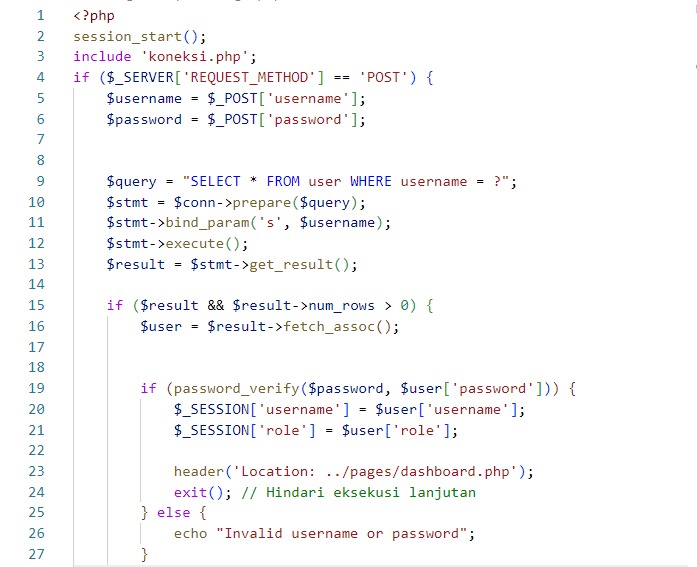 1 <?php
2 session_start();
3 include 'koneksi.php';
4 if ($_SERVER['REQUEST_METHOD'] == 'POST') {
5     $username = $_POST['username'];
6     $password = $_POST['password'];
7
8
9     $query = "SELECT * FROM user WHERE username = ?";
10     $stmt = $conn->prepare($query);
11     $stmt->bind_param('s', $username);
12     $stmt->execute();
13     $result = $stmt->get_result();
14
15     if ($result && $result->num_rows > 0) {
16         $user = $result->fetch_assoc();
17
18
19         if (password_verify($password, $user['password'])) {
20             $_SESSION['username'] = $user['username'];
21             $_SESSION['role'] = $user['role'];
22
23             header('Location: ../pages/dashboard.php');
24             exit(); // Hindari eksekusi lanjutan
25         } else {
26             echo "Invalid username or password";
27         }